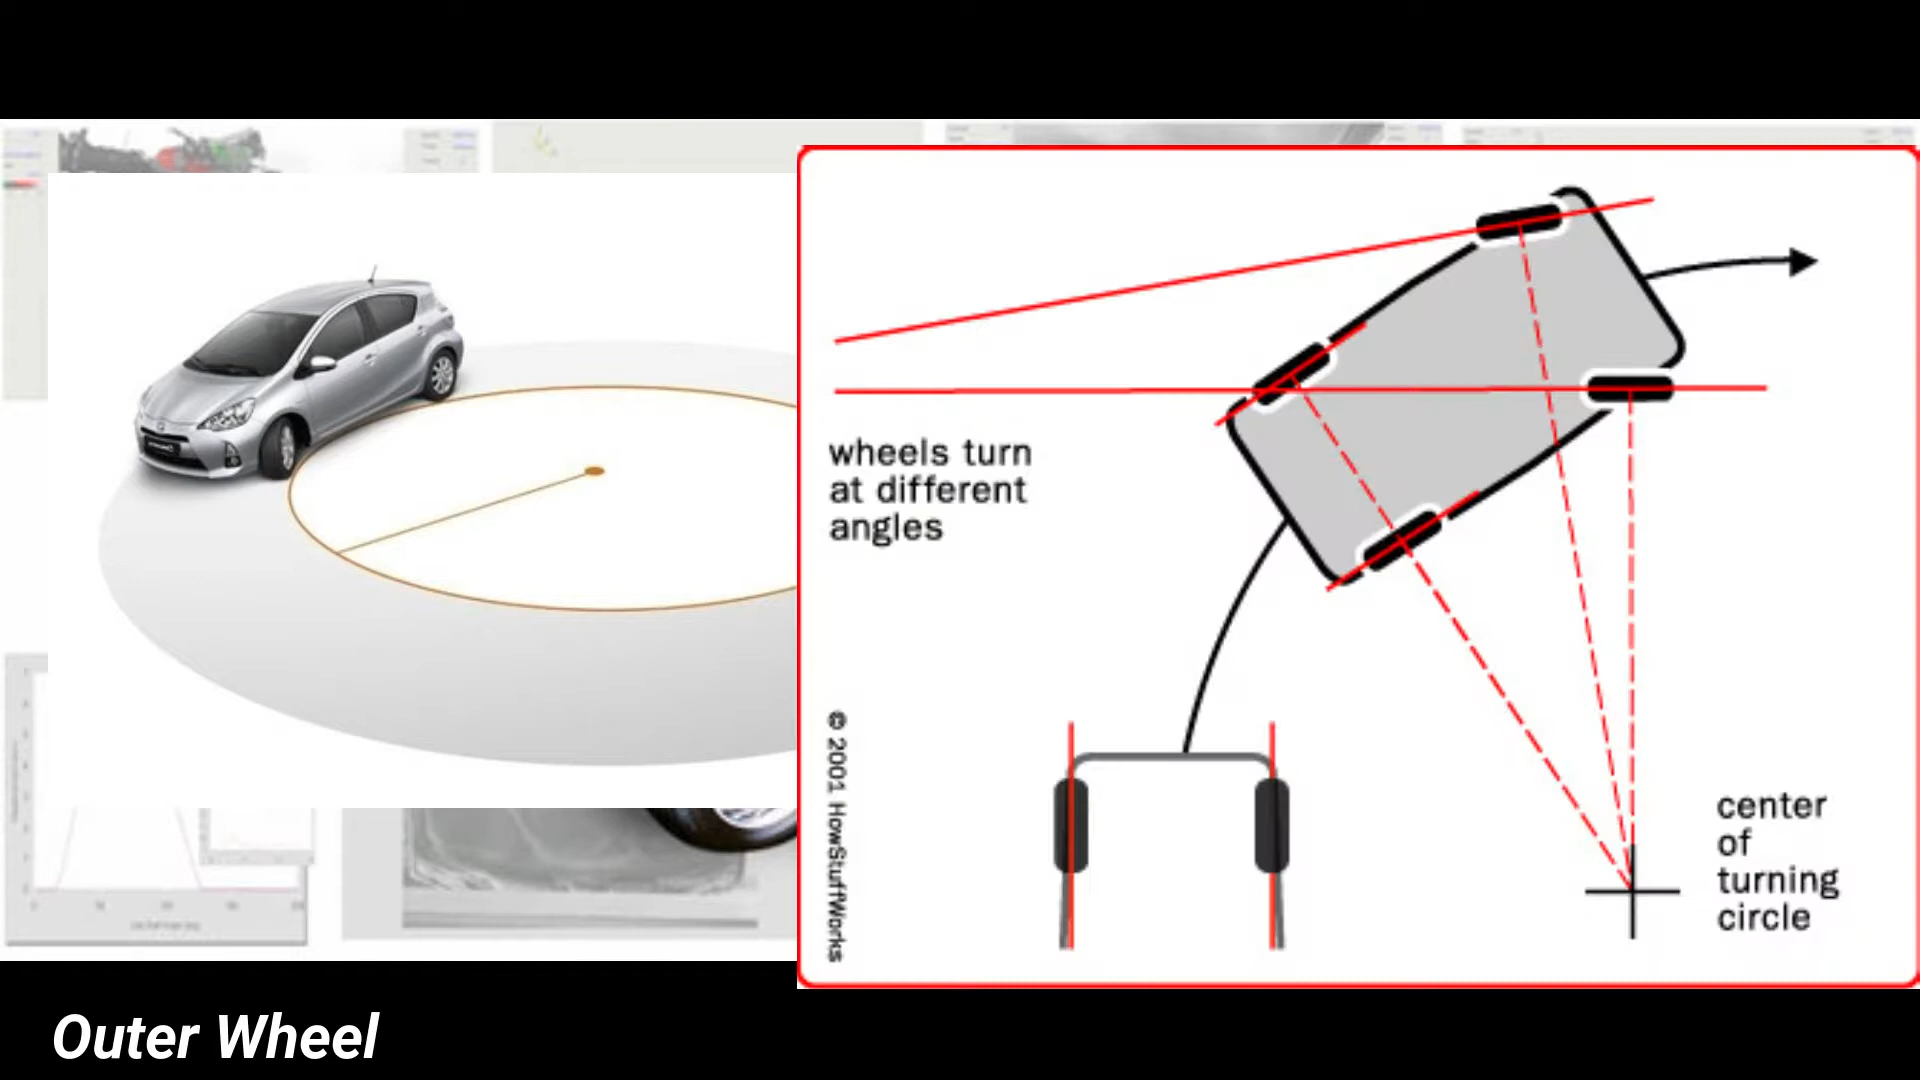 wheels turn
at different
angles
© 2001 HowStuffWorks
center
of
turning
circle
Outer Wheel